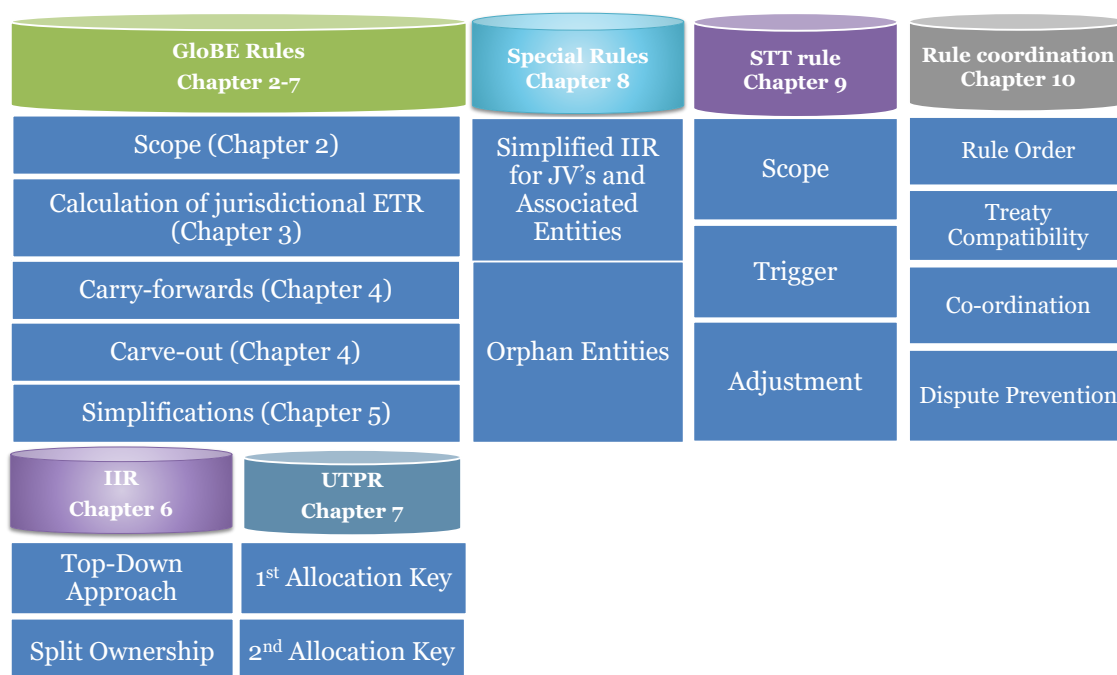 GloBE Rules
Chapter 2-7
Scope (Chapter 2)
Calculation of jurisdictional ETR
(Chapter 3)
Carry-forwards (Chapter 4)
Carve-out (Chapter 4)
Simplifications (Chapter 5)
Special Rules
Chapter 8
Simplified IIR
for JV's and
Associated
Entities
Orphan Entities
STT rule
Chapter 9
Scope
Trigger
Adjustment
Rule coordination
Chapter 10
Rule Order
Treaty
Compatibility
Co-ordination
Dispute Prevention
IIR
Chapter 6
Top-Down
Approach
Split Ownership
UTPR
Chapter 7
1st Allocation Key
2nd Allocation Key